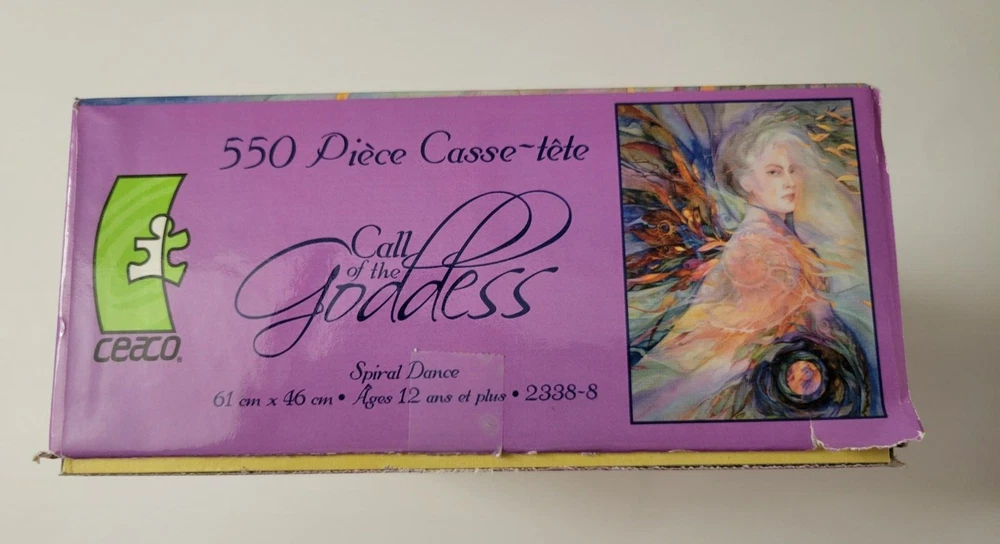 550 Pièce Casse~tête
Call
of the
Goddess
ceaco®
Spiral Dance
61 cm x 46 cm • Âges 12 ans et plus • 2338-8